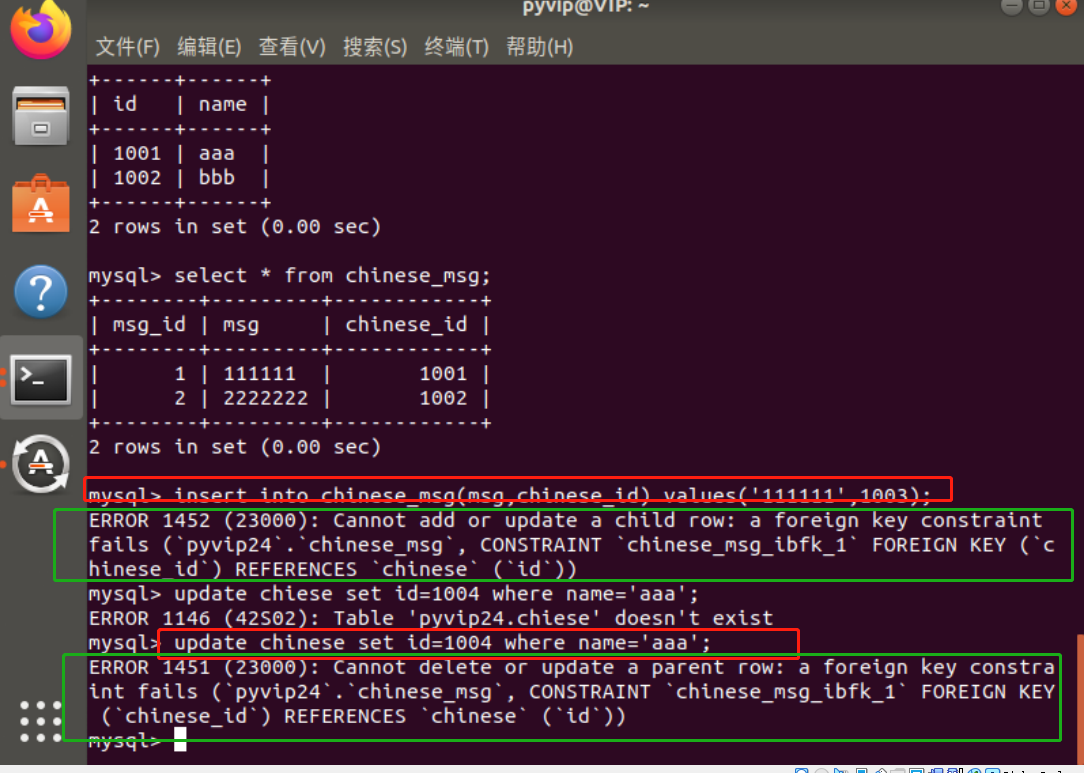 pyvip@VIP: ~
文件(F) 编辑(E) 查看(V) 搜索(S) 终端(T) 帮助(H)
+------+------+
| id   | name |
+------+------+
| 1001 | aaa  |
| 1002 | bbb  |
+------+------+
2 rows in set (0.00 sec)
mysql> select * from chinese_msg;
+--------+---------+------------+
| msg_id | msg     | chinese_id |
+--------+---------+------------+
|      1 | 111111  |       1001 |
|      2 | 2222222 |       1002 |
+--------+---------+------------+
2 rows in set (0.00 sec)
mysql> insert into chinese_msg(msg,chinese_id) values('111111',1003);
ERROR 1452 (23000): Cannot add or update a child row: a foreign key constraint
fails (`pyvip24`.`chinese_msg`, CONSTRAINT `chinese_msg_ibfk_1` FOREIGN KEY (`c
hinese_id`) REFERENCES `chinese` (`id`))
mysql> update chiese set id=1004 where name='aaa';
ERROR 1146 (42S02): Table 'pyvip24.chiese' doesn't exist
mysql> update chinese set id=1004 where name='aaa';
ERROR 1451 (23000): Cannot delete or update a parent row: a foreign key constra
int fails (`pyvip24`.`chinese_msg`, CONSTRAINT `chinese_msg_ibfk_1` FOREIGN KEY
 (`chinese_id`) REFERENCES `chinese` (`id`))
mysql>